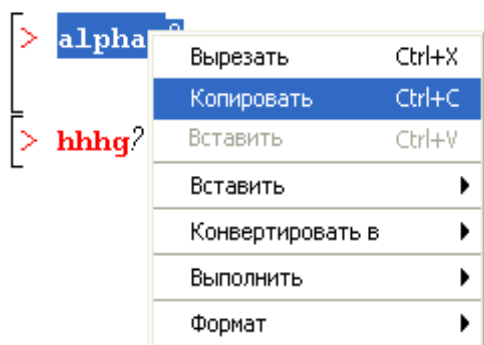 > alpha
Вырезать Ctrl+X
Копировать Ctrl+C
> hhhg?
Вставить Ctrl+V
Вставить
Конвертировать в
Выполнить
Формат